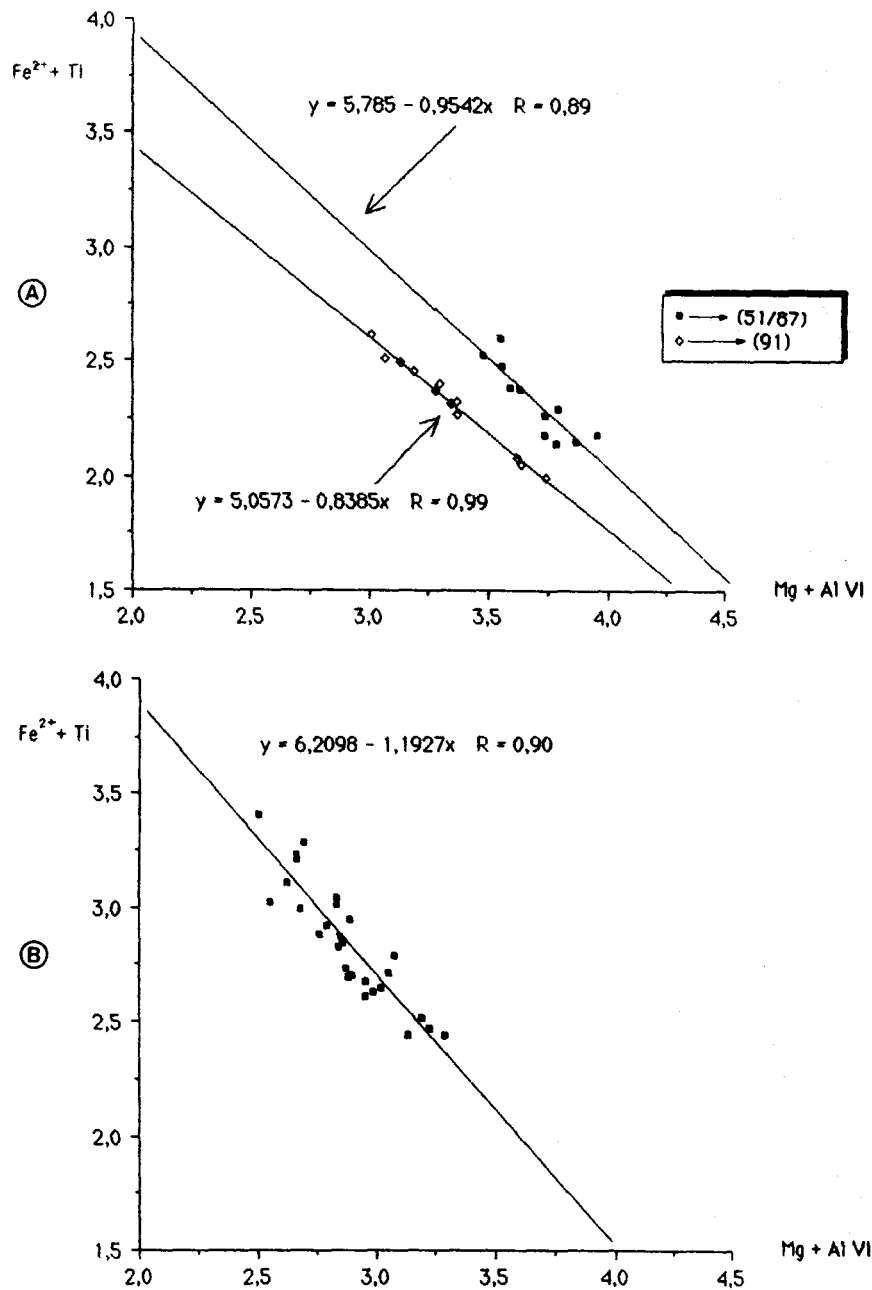 4,0
Fe2+ + Ti
y = 5,785 - 0,9542x R = 0,89
3,5
3,0
A
(51/87)
(91)
2,5
2,0
y = 5,0573 - 0,8385x R = 0,99
1,5
Mg + Al VI
2,0 2,5 3,0 3,5 4,0 4,5
4,0
Fe2+ + Ti
y = 6,2098 - 1,1927x R = 0,90
3,5
3,0
B
2,5
2,0
1,5
Mg + Al VI
2,0 2,5 3,0 3,5 4,0 4,5